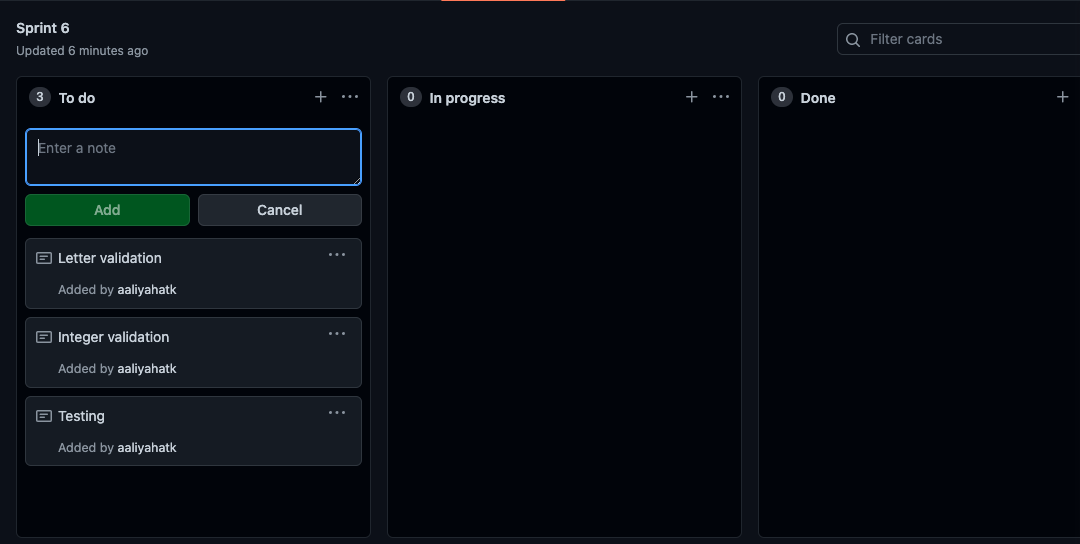 Sprint 6
Updated 6 minutes ago
Filter cards
3 To do
Enter a note
Add Cancel
Letter validation
Added by aaliyahatk
Integer validation
Added by aaliyahatk
Testing
Added by aaliyahatk
0 In progress
0 Done